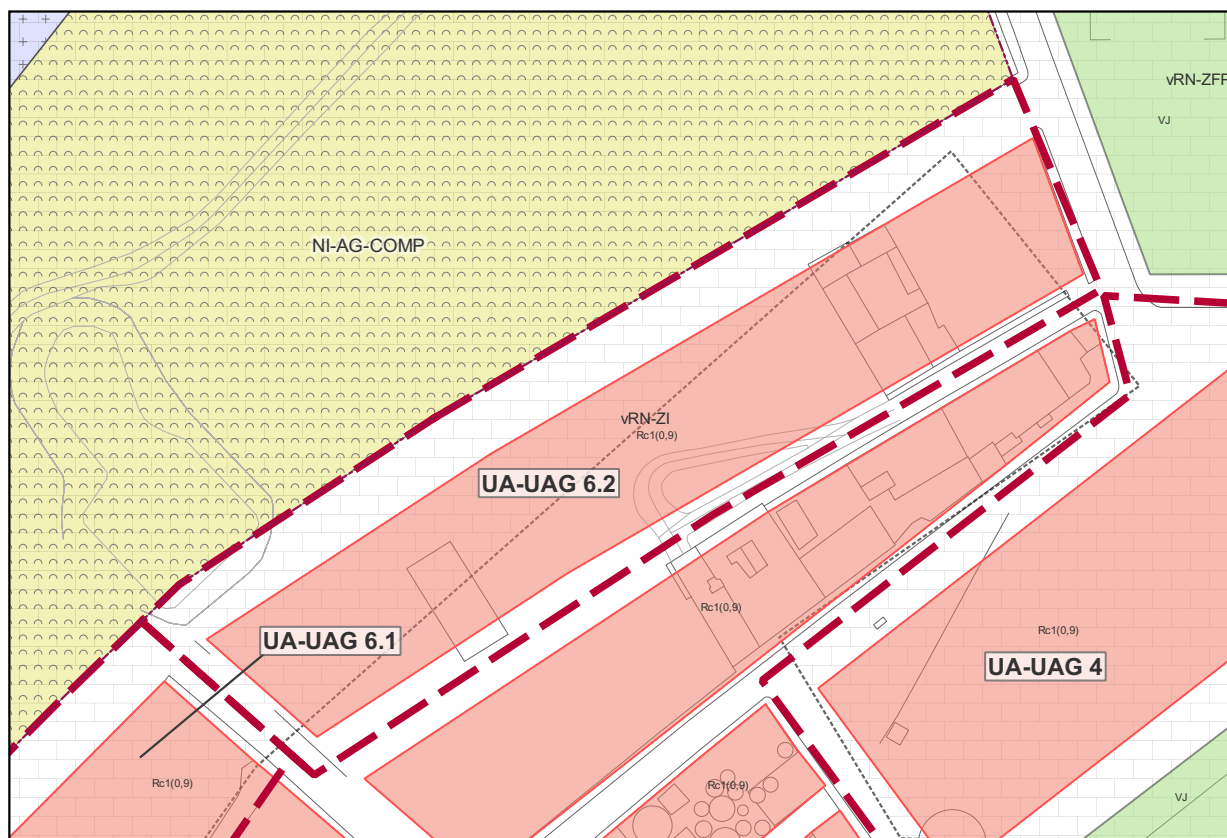 vRN-ZFP
VJ
NI-AG-COMP
vRN-ZI
Rc1(0,9)
UA-UAG 6.2
Rc1(0,9)
Rc1(0,9)
UA-UAG 6.1
UA-UAG 4
Rc1(0,9)
Rc1(0,9)
VJ